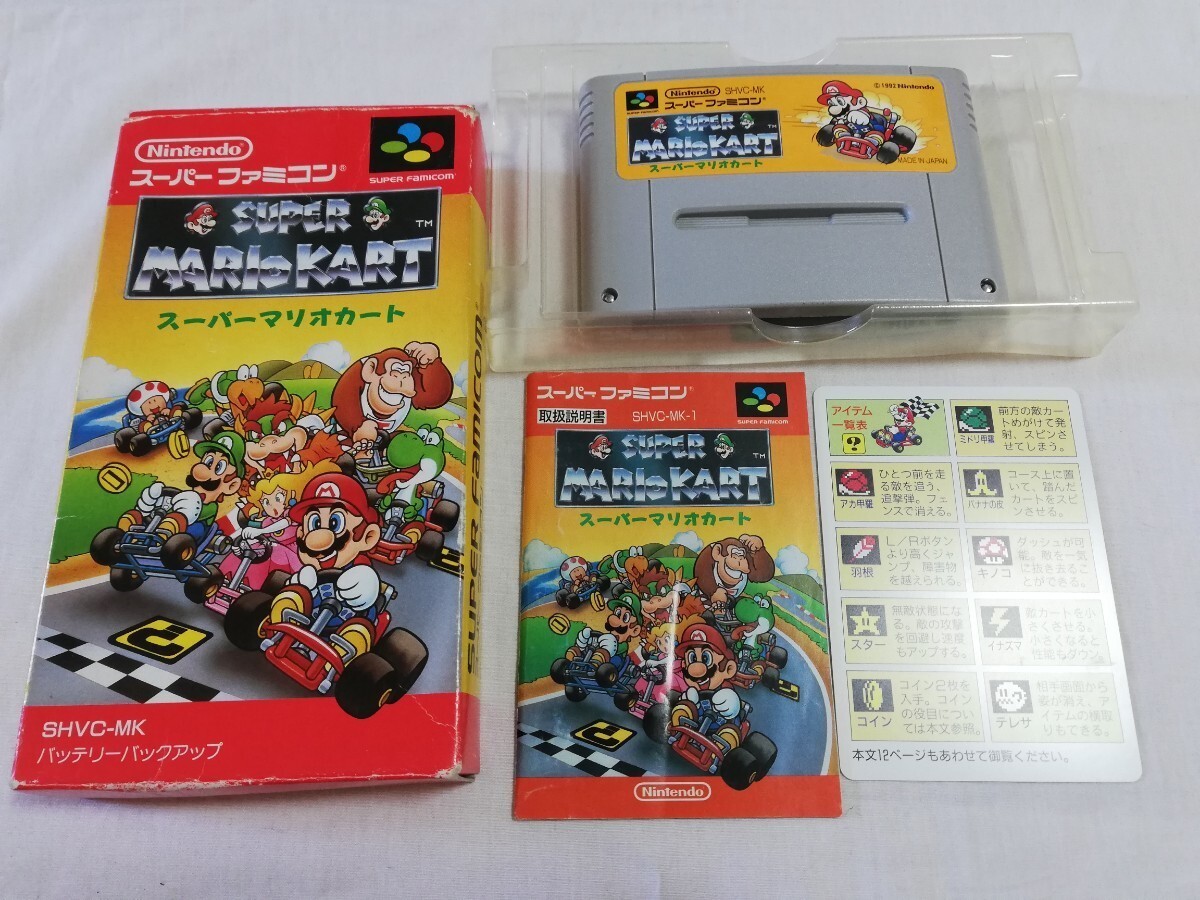 Nintendo
スーパーファミコン®
SUPER FAMICOM
SUPER
MARIO KART
TM
スーパーマリオカート
SHVC-MK
バッテリーバックアップ
SUPER FAMICOM
Nintendo
SHVC-MK
スーパーファミコン®
SUPER FAMICOM
SUPER
MARIO KART
TM
スーパーマリオカート
©1992 Nintendo
MADE IN JAPAN
スーパーファミコン®
取扱説明書
SHVC-MK-1
SUPER FAMICOM
SUPER
MARIO KART
TM
スーパーマリオカート
Nintendo
アイテム
一覧表
?
ミドリ甲羅
前方の敵カー
トめがけて発
射、スピンさ
せてしまう。
アカ甲羅
ひとつ前を走
る敵を追う、
追撃弾。フェ
ンスで消える。
バナナの皮
コース上に置
いて、踏んだ
カートをスピ
ンさせる。
羽根
L/Rボタン
より高くジャ
ンプ。障害物
を越えられる。
キノコ
ダッシュが可
能。敵を一気
に抜き去るこ
とができる。
スター
無敵状態にな
る。敵の攻撃
を回避し速度
もアップする。
イナズマ
敵カートを小
さくさせる。
小さくなると
性能もダウン。
コイン
コイン2枚を
入手。コイン
の役目につい
ては本文参照。
テレサ
相手画面から
姿が消え、ア
イテムの横取
りもできる。
本文12ページもあわせて御覧ください。